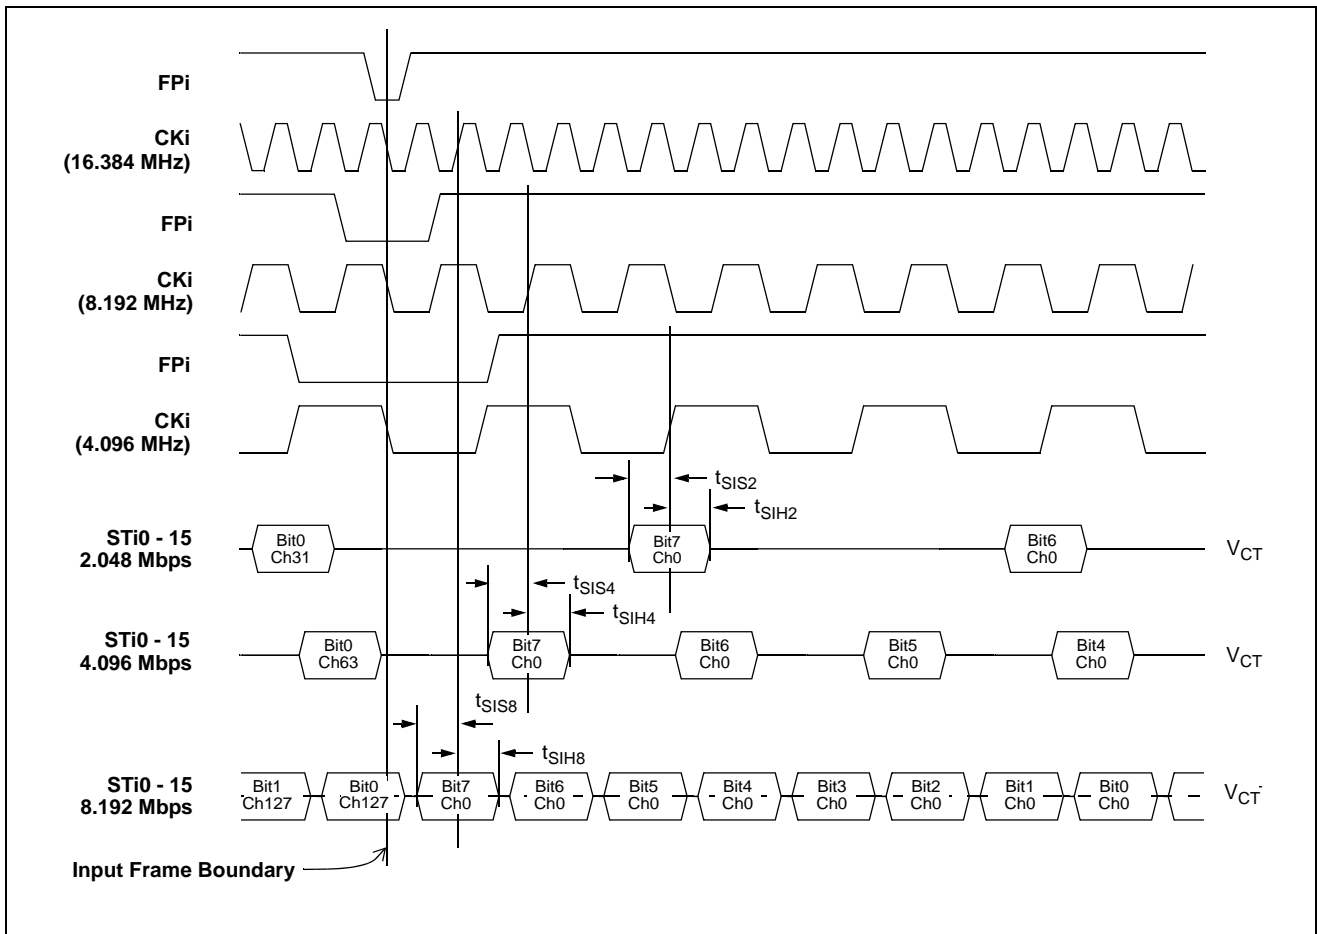 FPi
CKi
(16.384 MHz)
FPi
CKi
(8.192 MHz)
FPi
CKi
(4.096 MHz)
tSIS2
tSIH2
STi0 - 15
2.048 Mbps
Bit0
Ch31
Bit7
Ch0
Bit6
Ch0
VCT
tSIS4
tSIH4
STi0 - 15
4.096 Mbps
Bit0
Ch63
Bit7
Ch0
Bit6
Ch0
Bit5
Ch0
Bit4
Ch0
VCT
tSIS8
tSIH8
STi0 - 15
8.192 Mbps
Bit1
Ch127
Bit0
Ch127
Bit7
Ch0
Bit6
Ch0
Bit5
Ch0
Bit4
Ch0
Bit3
Ch0
Bit2
Ch0
Bit1
Ch0
Bit0
Ch0
VCT
Input Frame Boundary